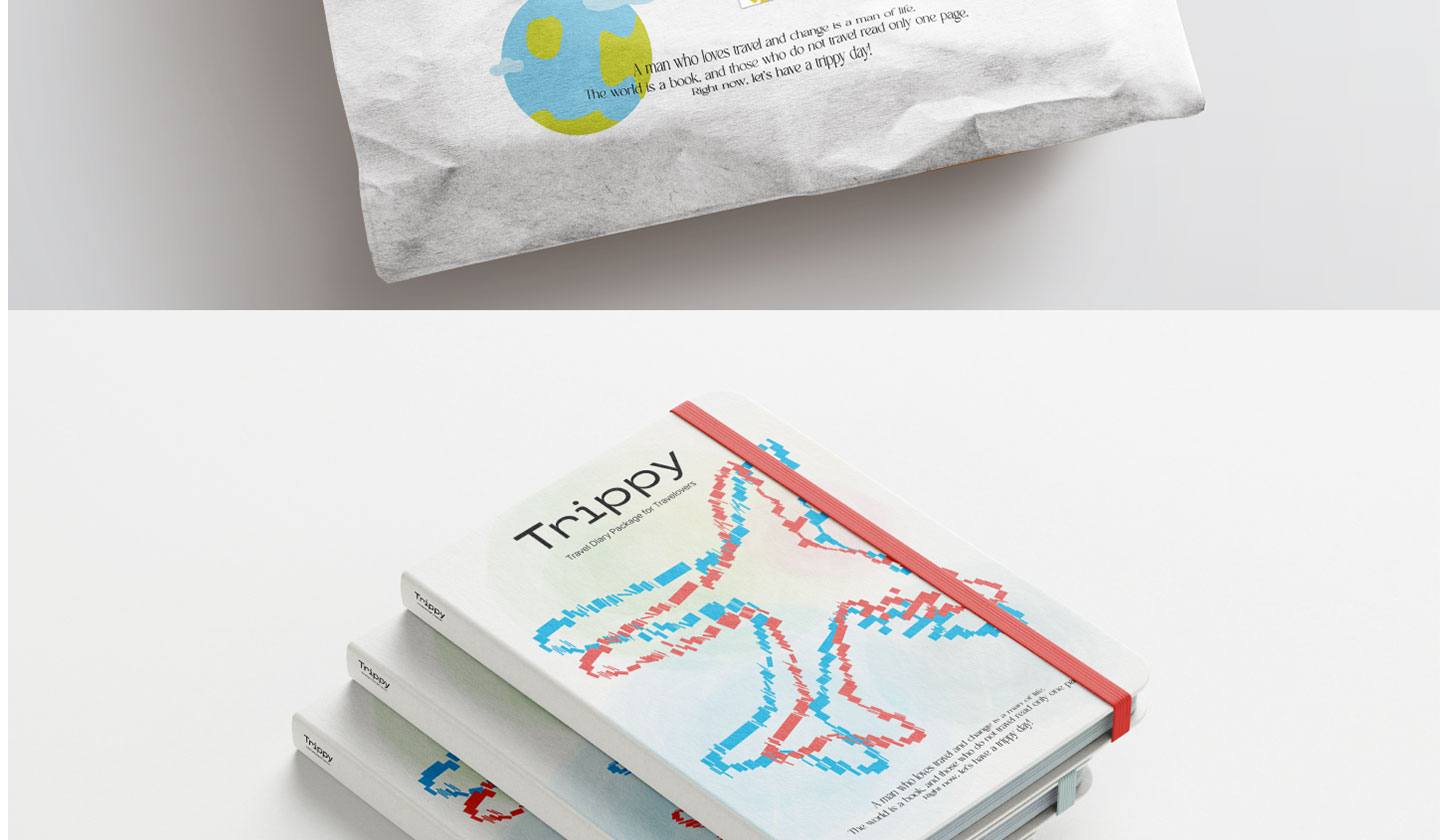 A man who loves travel and change is a man of life.
The world is a book, and those who do not travel read only one page.
Right now, let's have a trippy day!
Trippy
Travel Diary Package for Travelovers
Trippy
Trippy
Trippy
A man who loves travel and change is a man of life.
The world is a book, and those who do not travel read only one
Right now, let's have a trippy day!